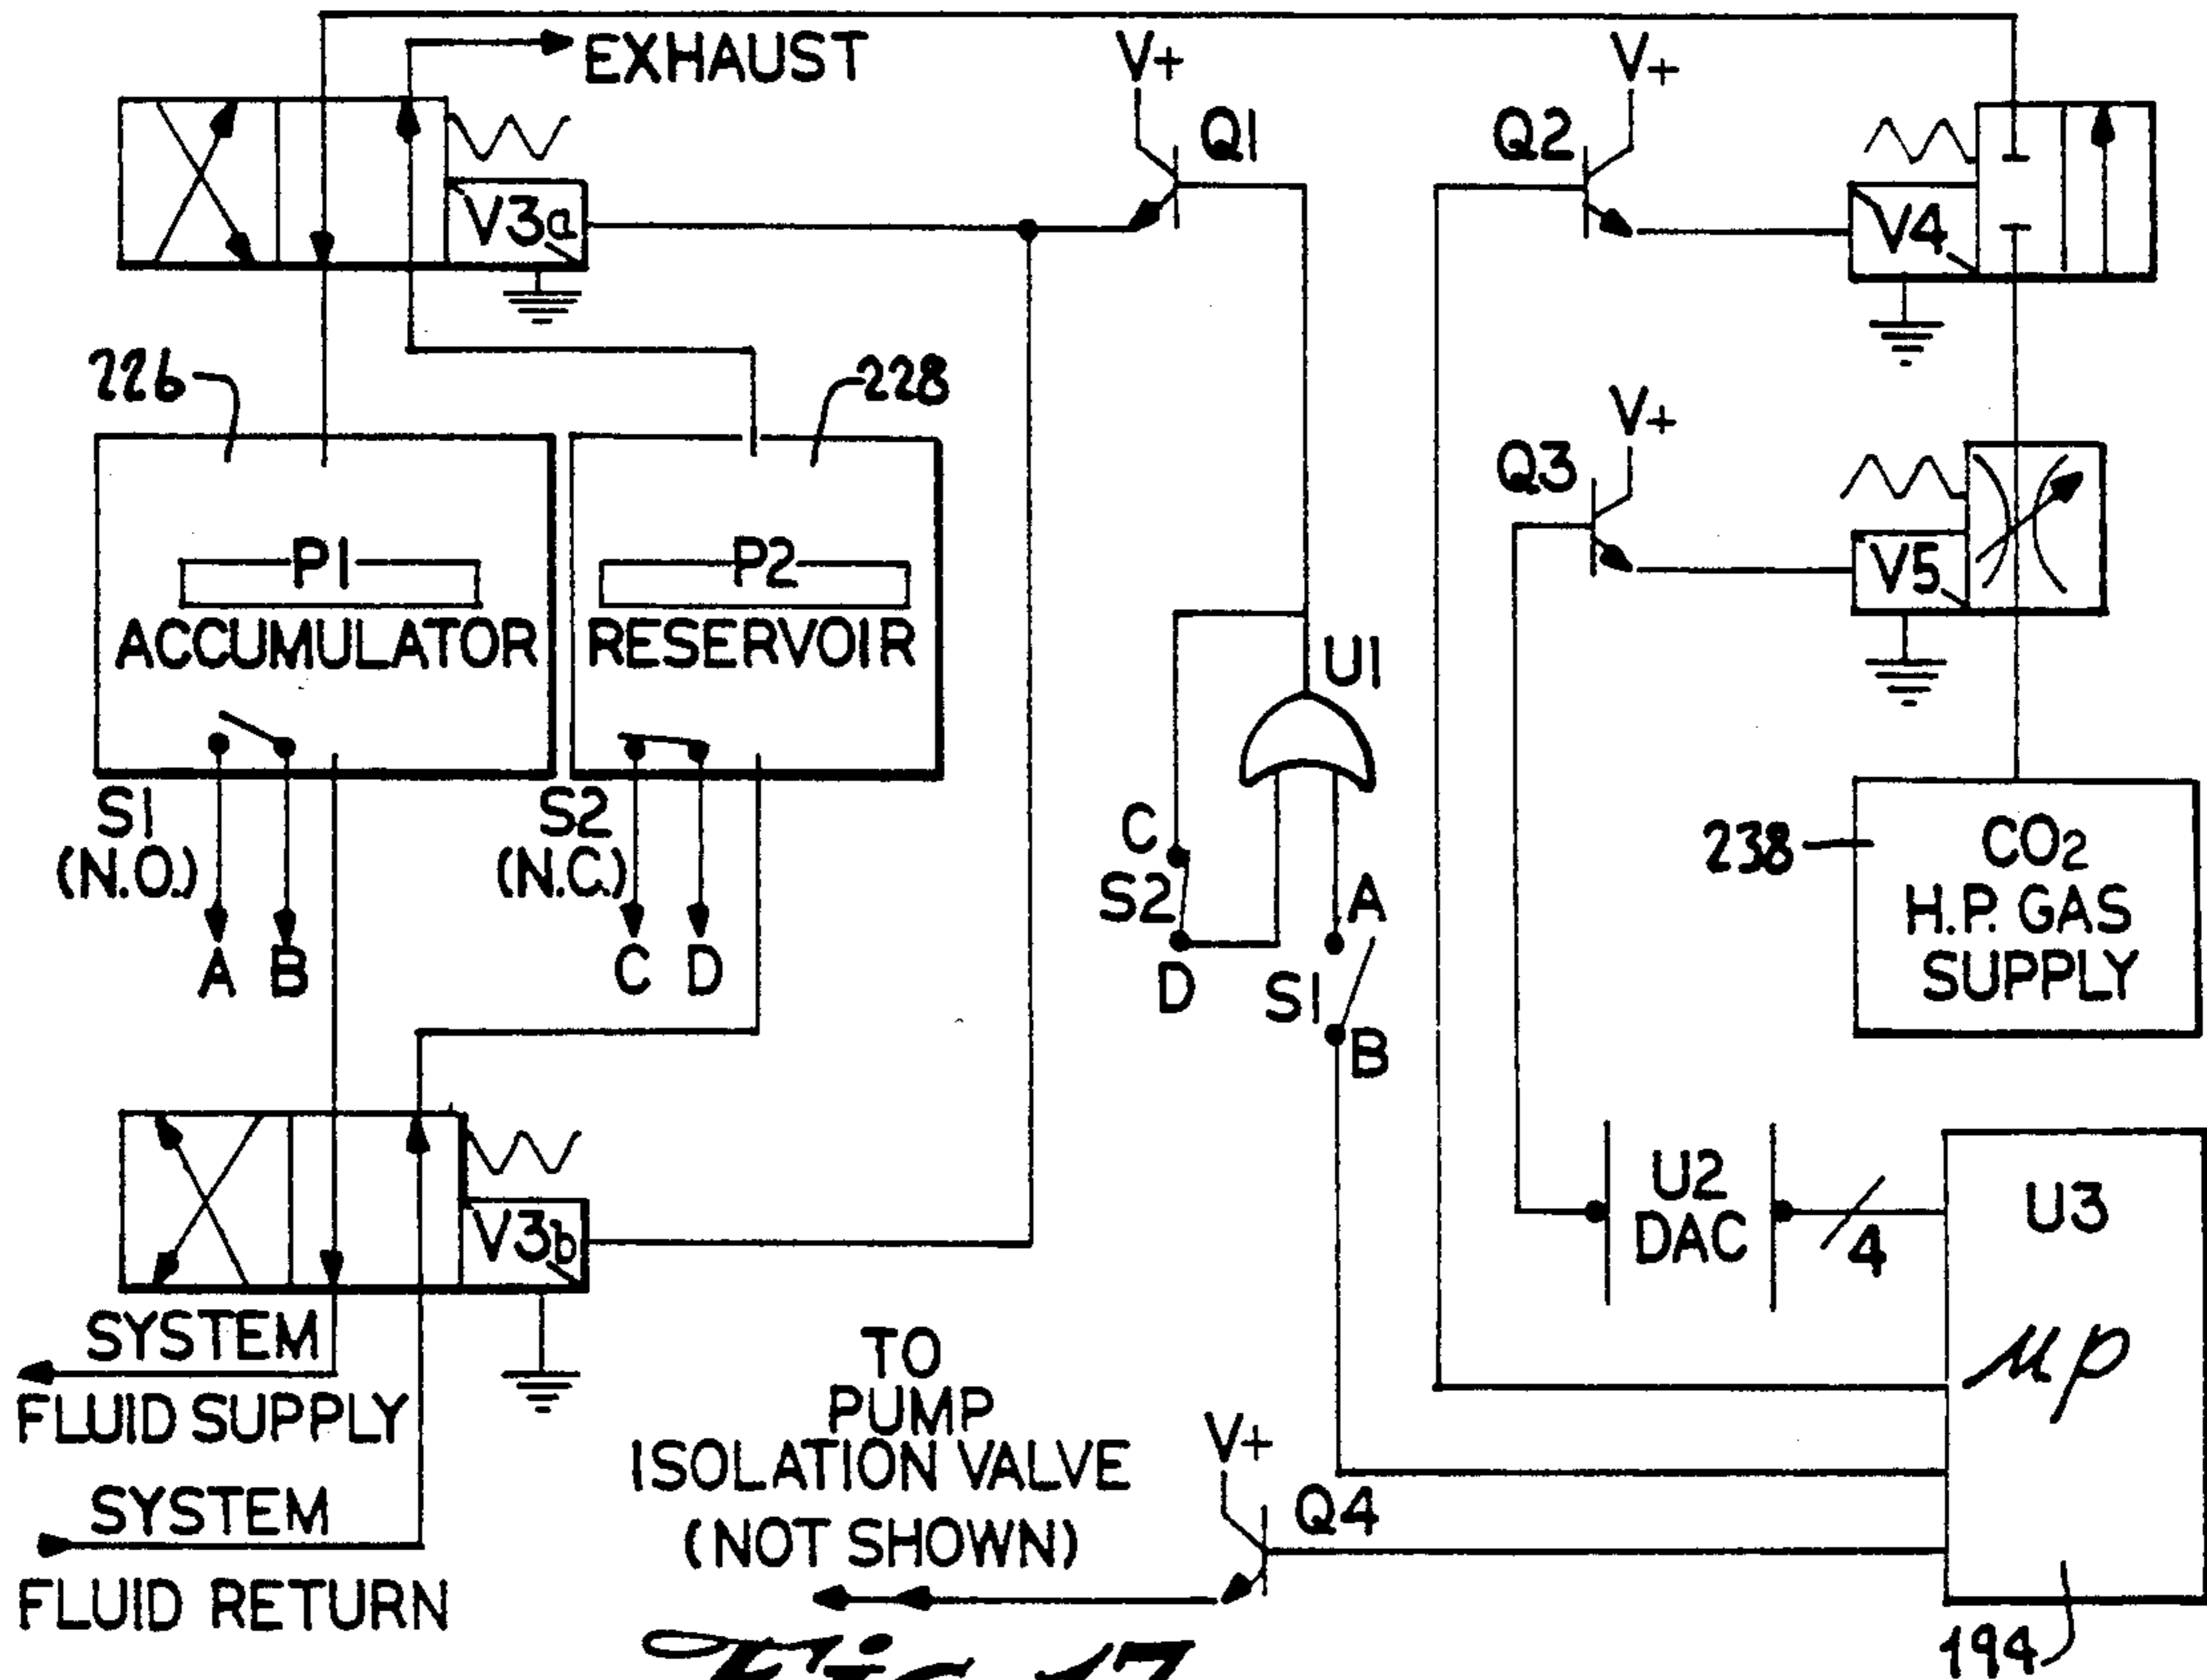 EXHAUST
V+
V+
Q1
Q2
V3a
V4
226
228
V+
Q3
P1
P2
V5
ACCUMULATOR
RESERVOIR
U1
S1
(N.O.)
S2
(N.C.)
C
S2
D
A
S1
B
238
CO2
H.P. GAS
SUPPLY
A
B
C
D
V3b
U2
DAC
4
U3
μp
SYSTEM
FLUID SUPPLY
SYSTEM
FLUID RETURN
TO
PUMP
ISOLATION VALVE
(NOT SHOWN)
V+
Q4
194
Fig. 17